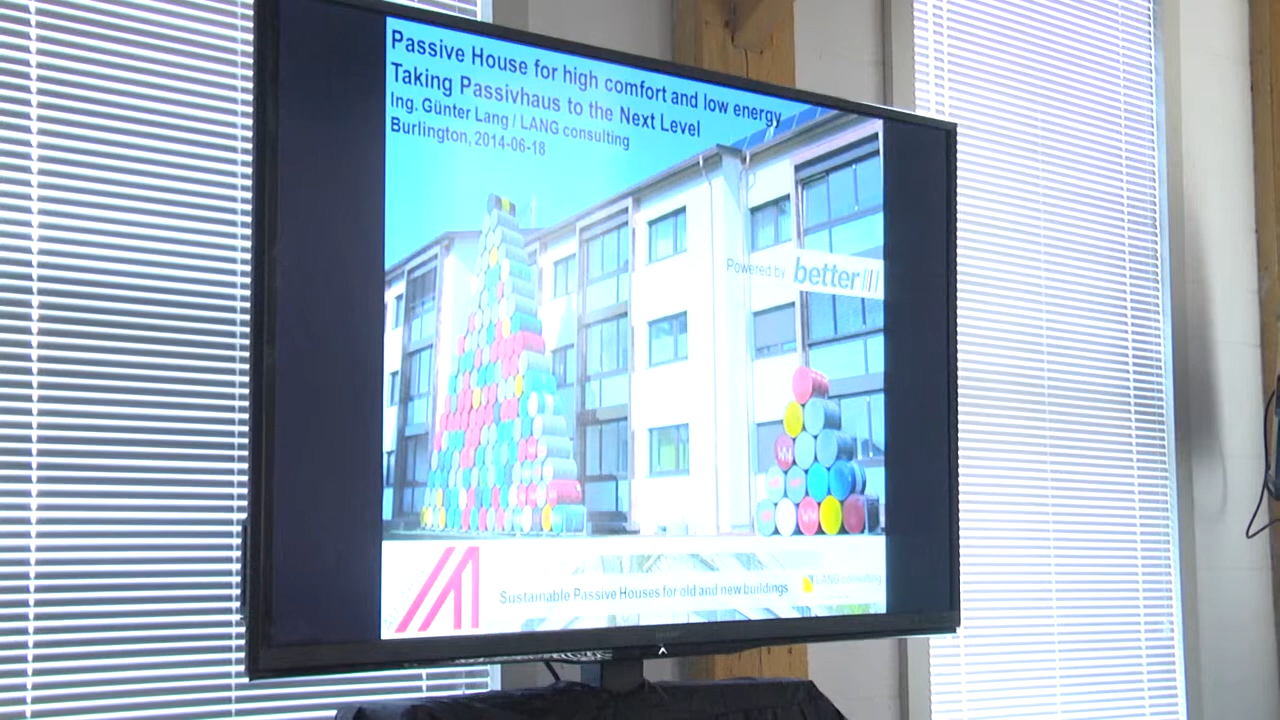 Passive House for high comfort and low energy
Taking Passivhaus to the Next Level
Ing. Günter Lang / LANG consulting
Burlington, 2014-06-18
Powered by better
Sustainable Passive Houses for old and new buildings
LANG consulting